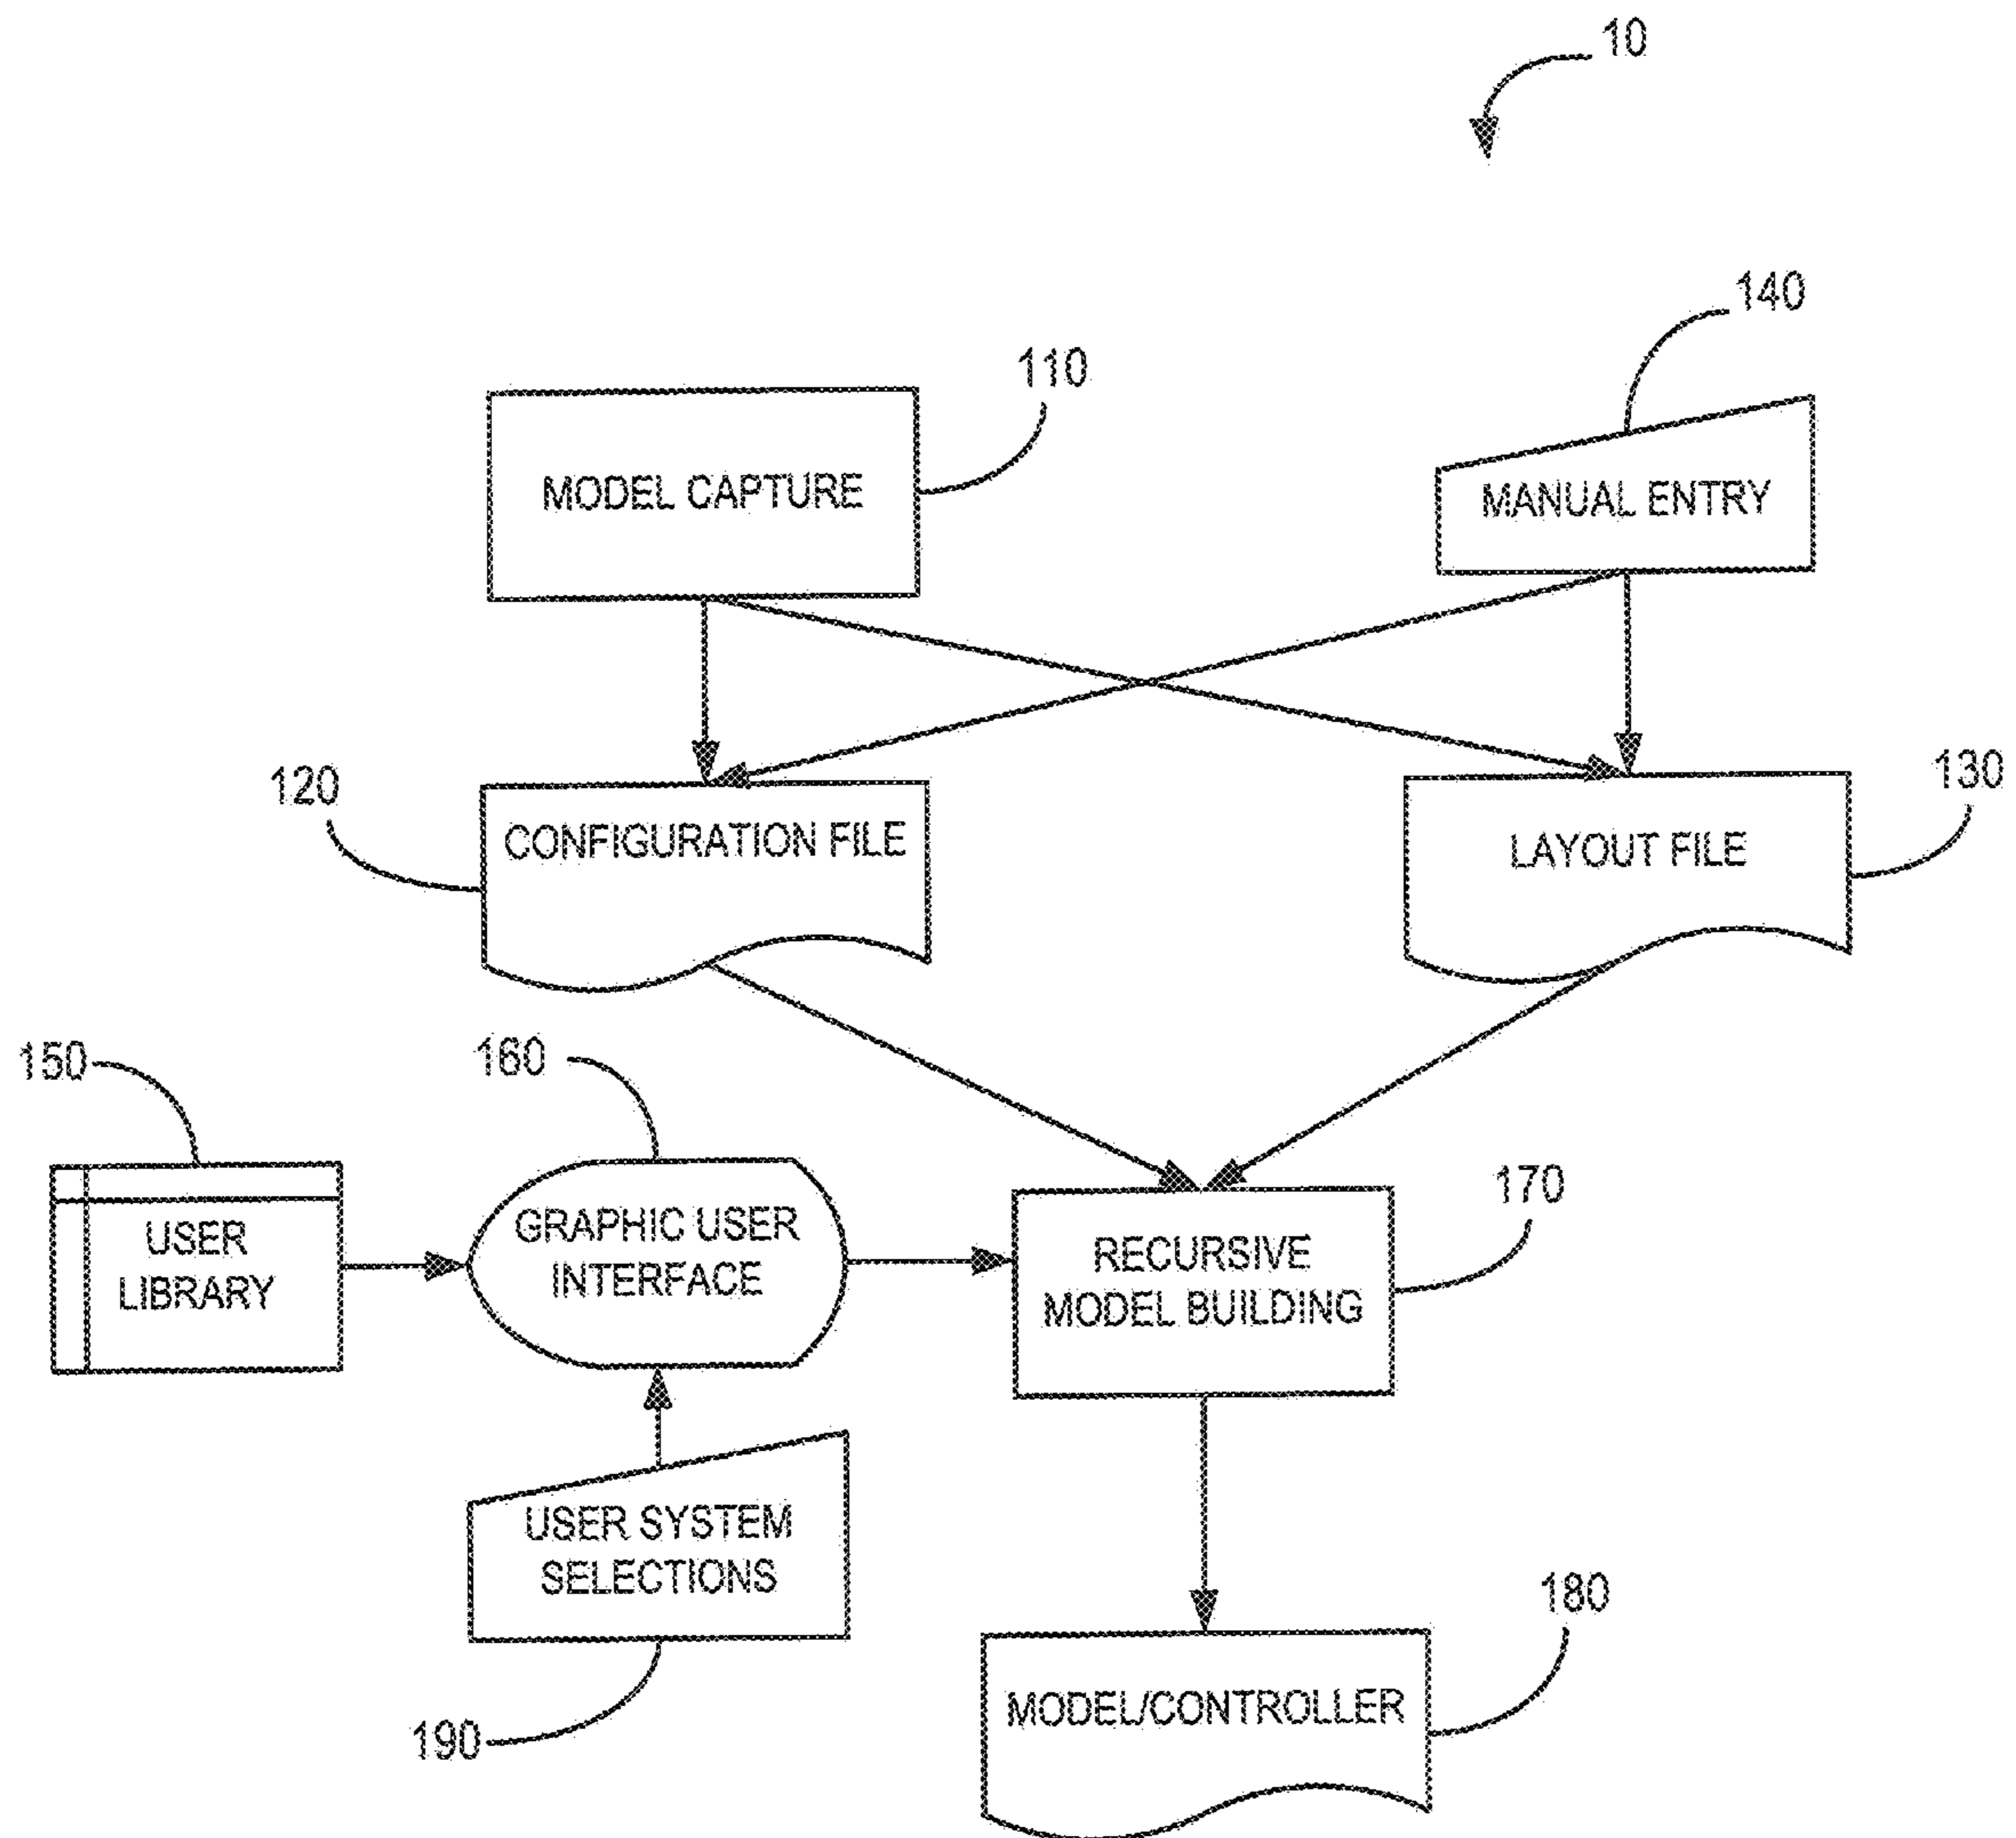 10
140
110
MODEL CAPTURE
MANUAL ENTRY
120
130
CONFIGURATION FILE
LAYOUT FILE
150
160
170
USER
LIBRARY
GRAPHIC USER
INTERFACE
RECURSIVE
MODEL BUILDING
USER SYSTEM
SELECTIONS
180
190
MODEL/CONTROLLER